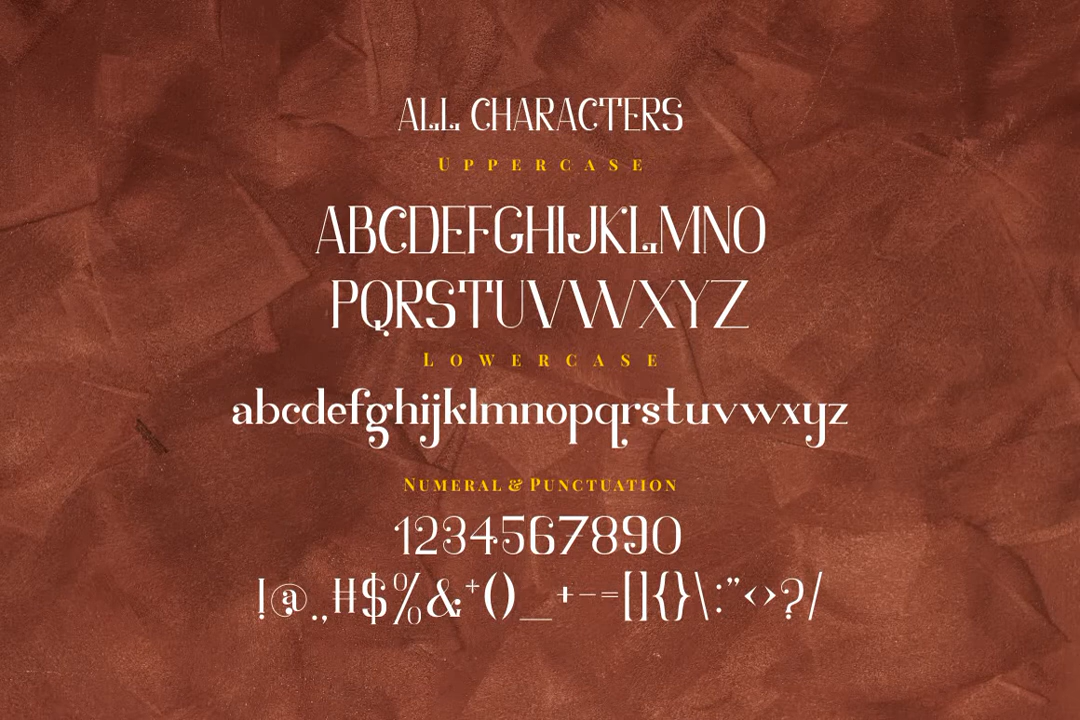 ALL CHARACTERS
UPPERCASE
ABCDEFGHIJKLMNO
PQRSTUVWXYZ
LOWERCASE
abcdefghijklmnopqrstuvwxyz
NUMERAL & PUNCTUATION
1234567890
!@.,#$%&+()_+-=[]{}\:”<>?/